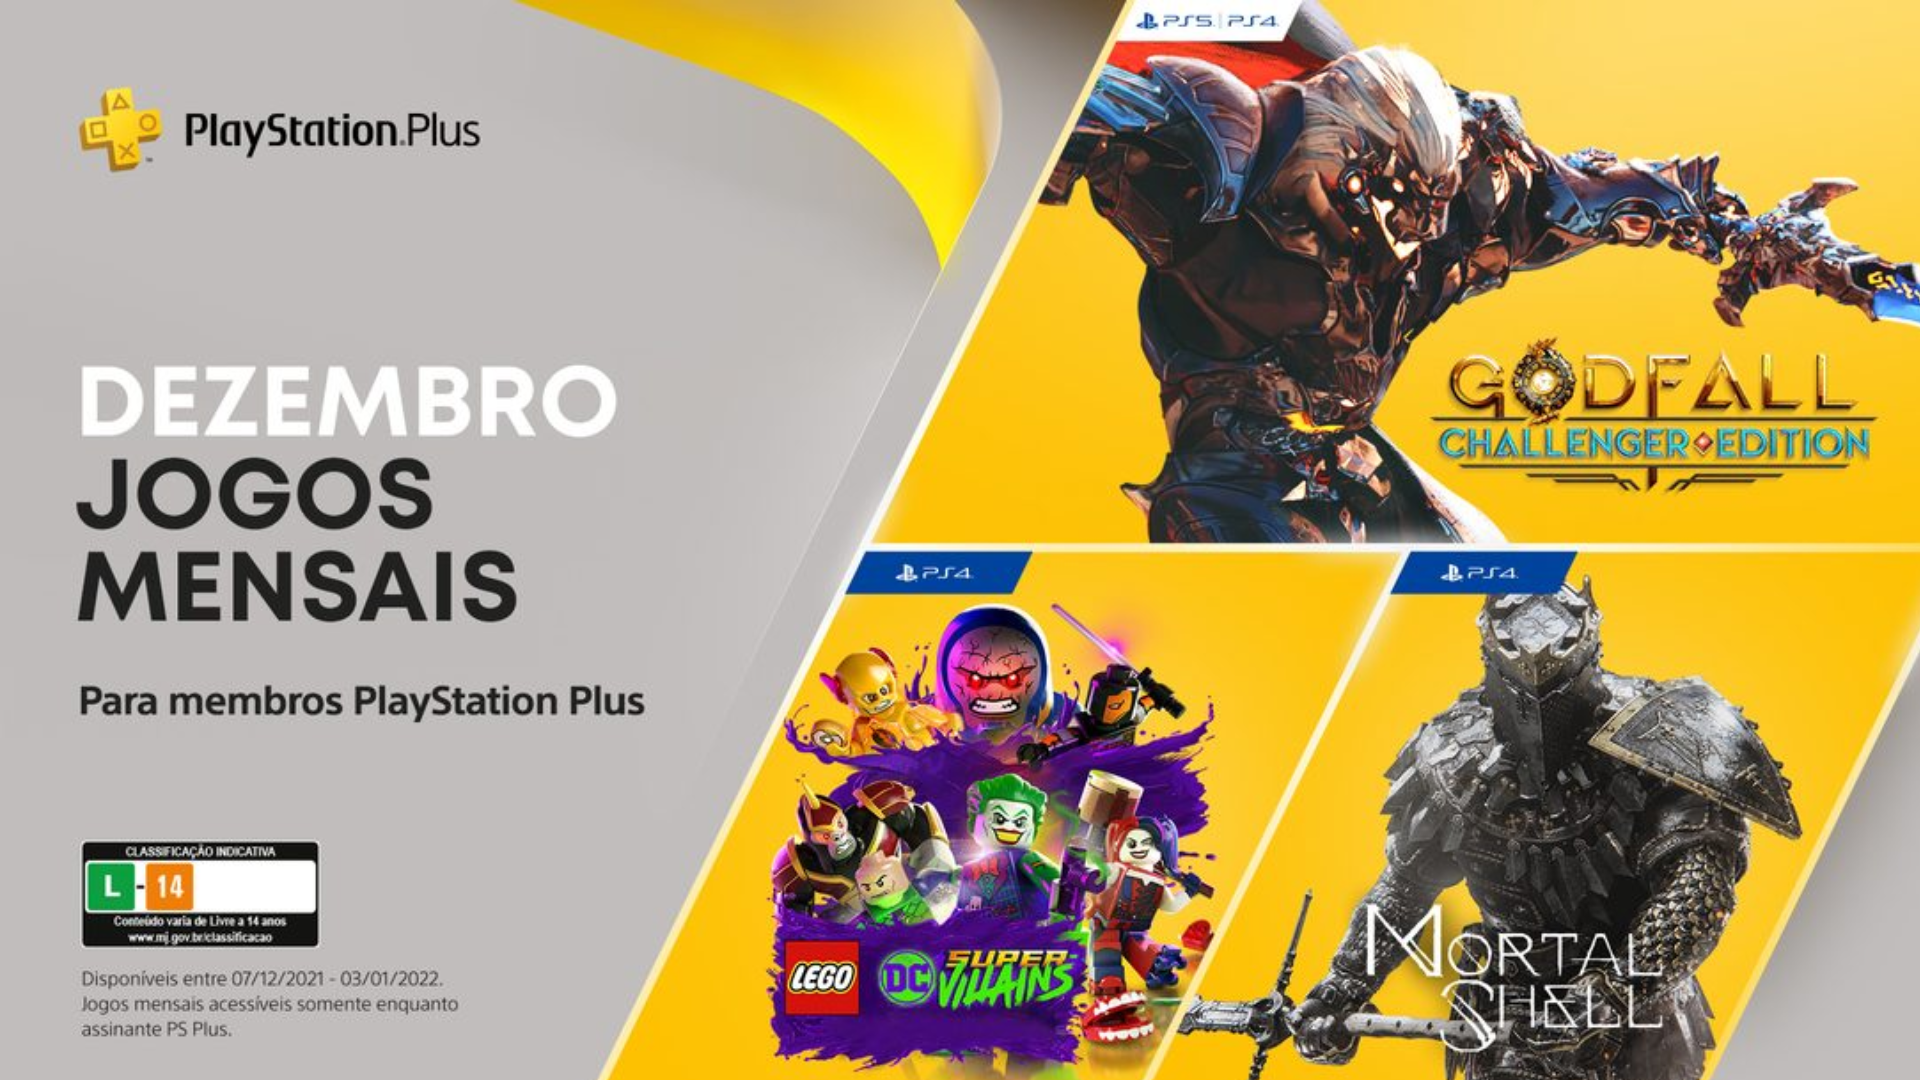 PlayStation.Plus
DEZEMBRO
JOGOS
MENSAIS
Para membros PlayStation Plus
CLASSIFICAÇÃO INDICATIVA
L - 14
Conteúdo varia de Livre a 14 anos
www.mj.gov.br/classificacao
Disponíveis entre 07/12/2021 - 03/01/2022.
Jogos mensais acessíveis somente enquanto
assinante PS Plus.
PS5 | PS4
GODFALL
CHALLENGER EDITION
PS4
LEGO DC SUPER-
VILLAINS
PS4
MORTAL
SHELL